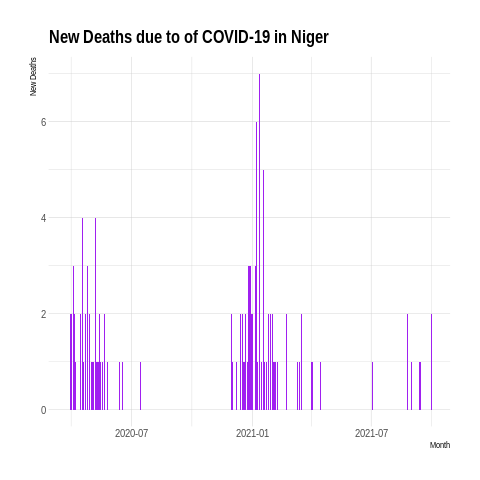 New Deaths due to of COVID-19 in Niger
New Deaths
6
4
2
0
2020-07
2021-01
2021-07
Month